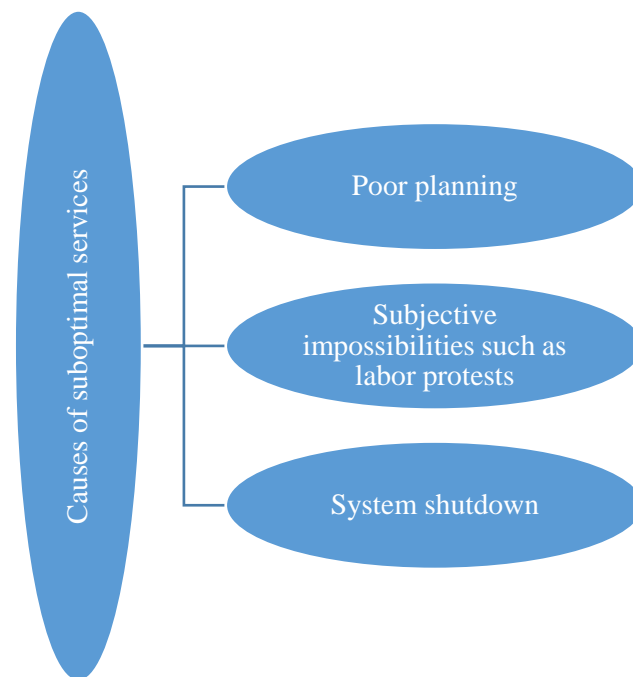 Causes of suboptimal services
Poor planning
Subjective
impossibilities such as
labor protests
System shutdown